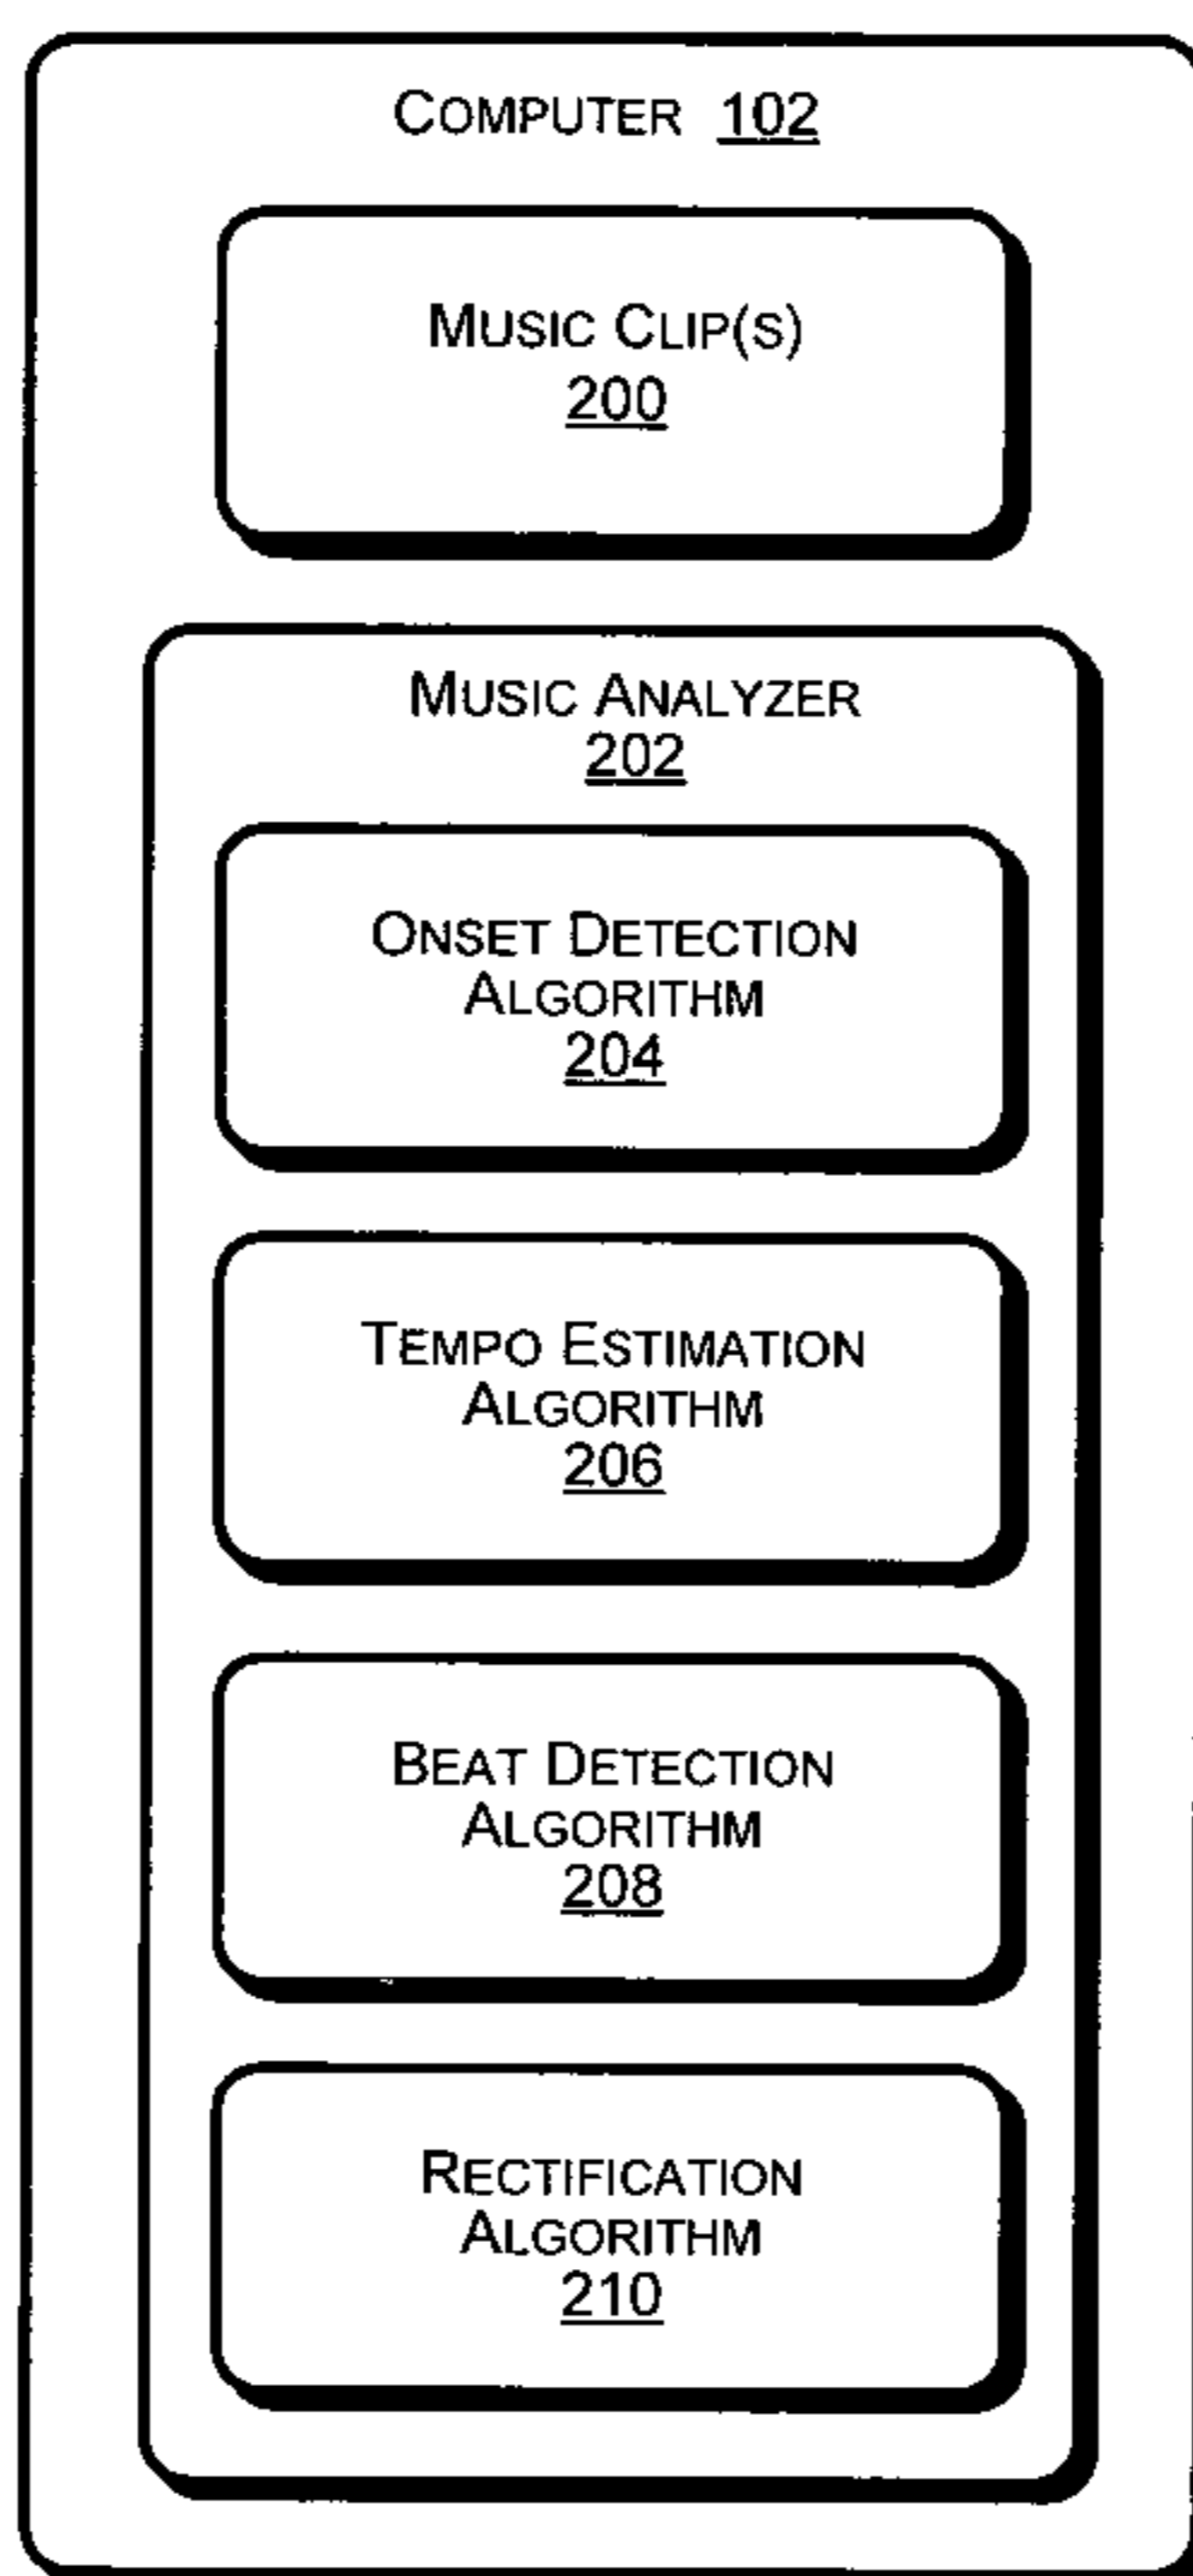 COMPUTER 102
MUSIC CLIP(S)
200
MUSIC ANALYZER
202
ONSET DETECTION
ALGORITHM
204
TEMPO ESTIMATION
ALGORITHM
206
BEAT DETECTION
ALGORITHM
208
RECTIFICATION
ALGORITHM
210